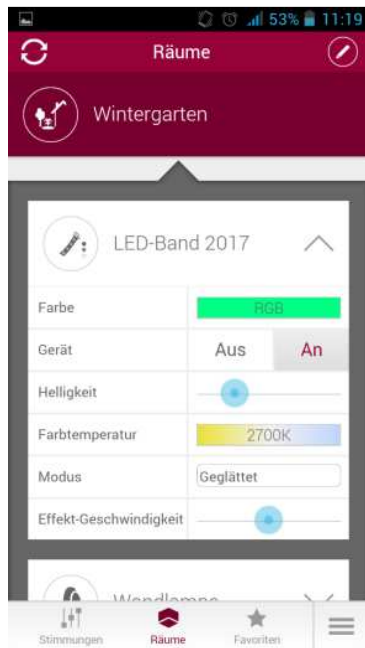 53% 11:19
Räume
Wintergarten
LED-Band 2017
Farbe RGB
Gerät Aus An
Helligkeit
Farbtemperatur 2700K
Modus Geglättet
Effekt-Geschwindigkeit
Wandlampe
Stimmungen Räume Favoriten